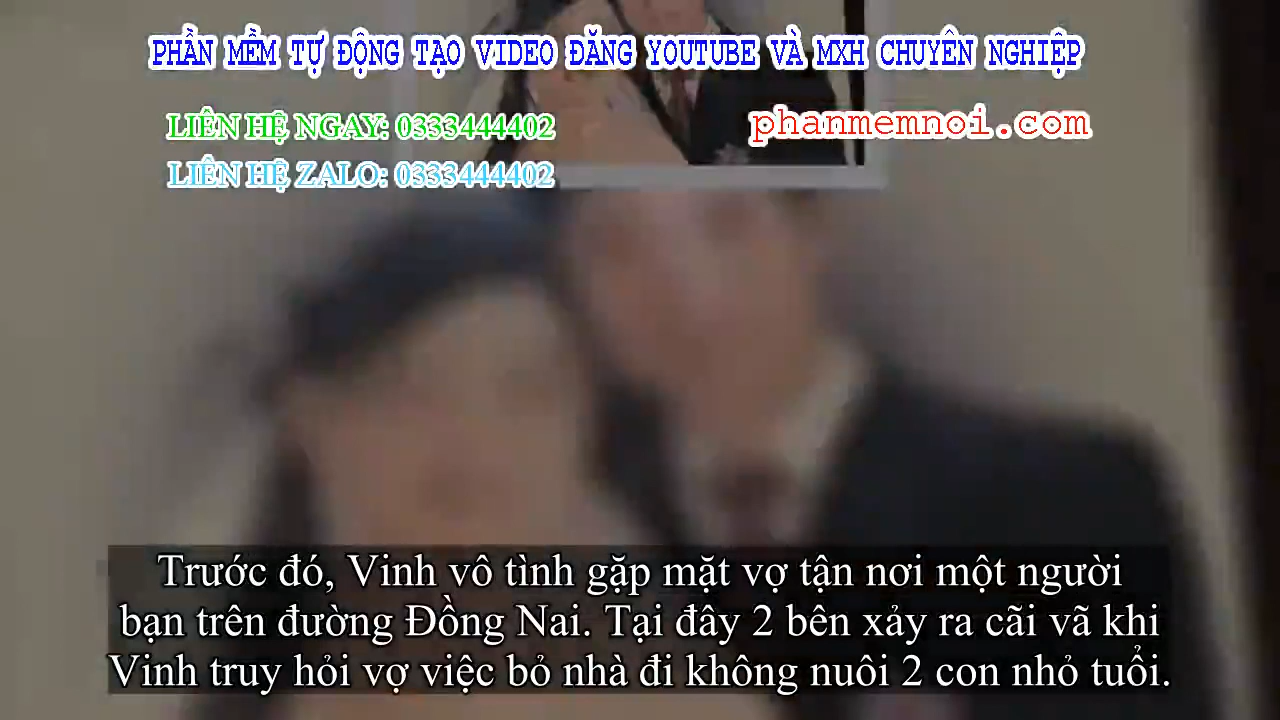 PHẦN MỀM TỰ ĐỘNG TẠO VIDEO ĐĂNG YOUTUBE VÀ MXH CHUYÊN NGHIỆP
LIÊN HỆ NGAY: 0333444402
phanmemnoi.com
LIÊN HỆ ZALO: 0333444402
Trước đó, Vinh vô tình gặp mặt vợ tận nơi một người
bạn trên đường Đồng Nai. Tại đây 2 bên xảy ra cãi vã khi
Vinh truy hỏi vợ việc bỏ nhà đi không nuôi 2 con nhỏ tuổi.